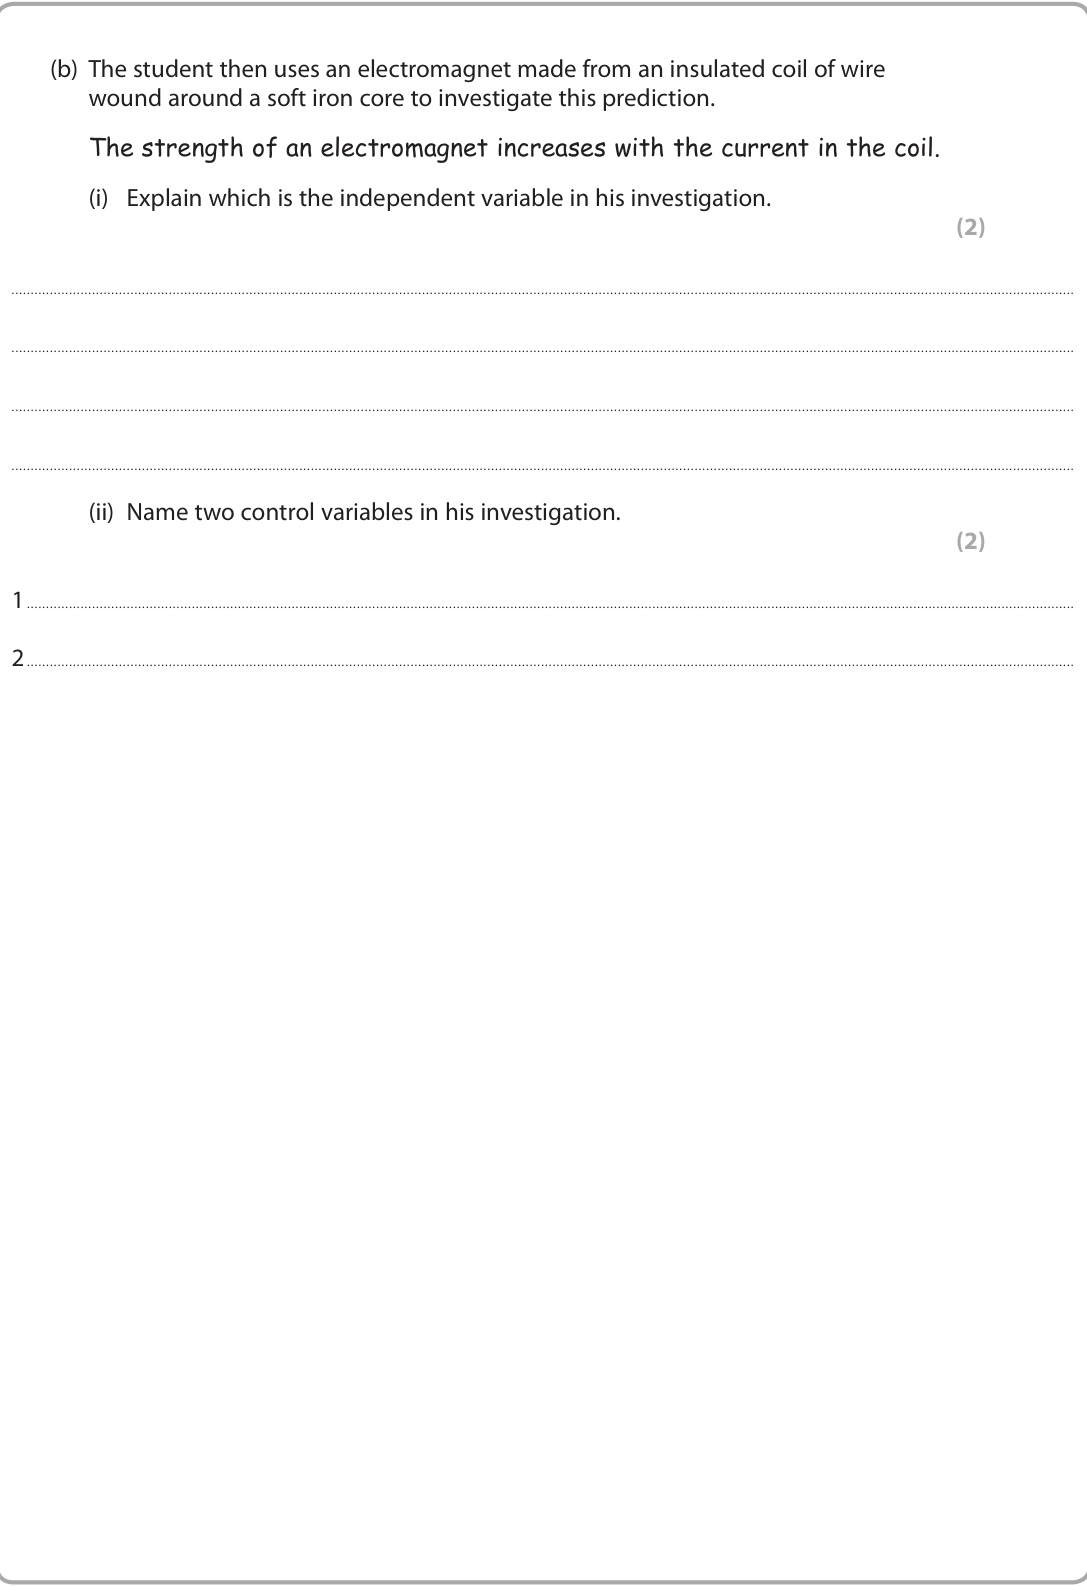 (b) The student then uses an electromagnet made from an insulated coil of wire
wound around a soft iron core to investigate this prediction.
The strength of an electromagnet increases with the current in the coil.
(i) Explain which is the independent variable in his investigation.
(2)
(ii) Name two control variables in his investigation.
(2)
1
2